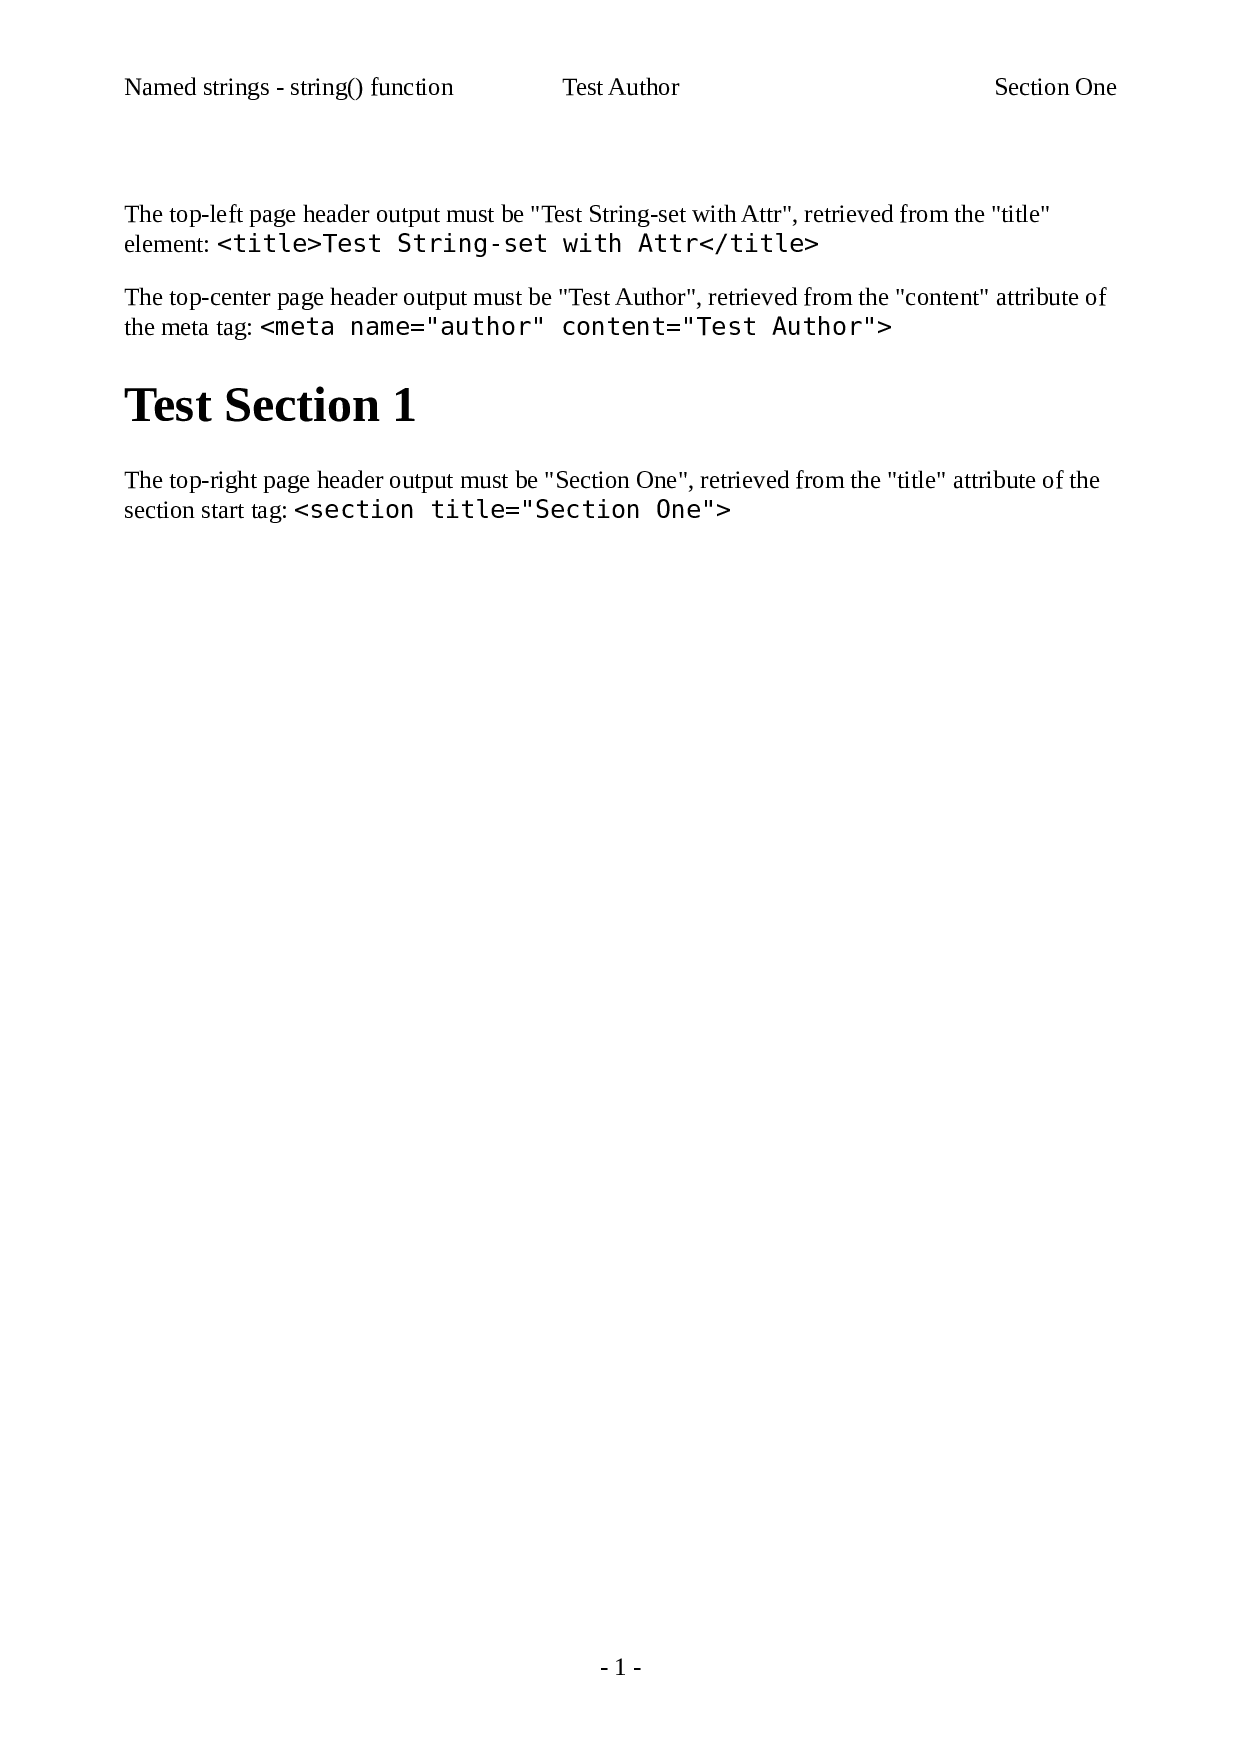 Named strings - string() function Test Author Section One
The top-left page header output must be "Test String-set with Attr", retrieved from the "title"
element: <title>Test String-set with Attr</title>
The top-center page header output must be "Test Author", retrieved from the "content" attribute of
the meta tag: <meta name="author" content="Test Author">
Test Section 1
The top-right page header output must be "Section One", retrieved from the "title" attribute of the
section start tag: <section title="Section One">
- 1 -